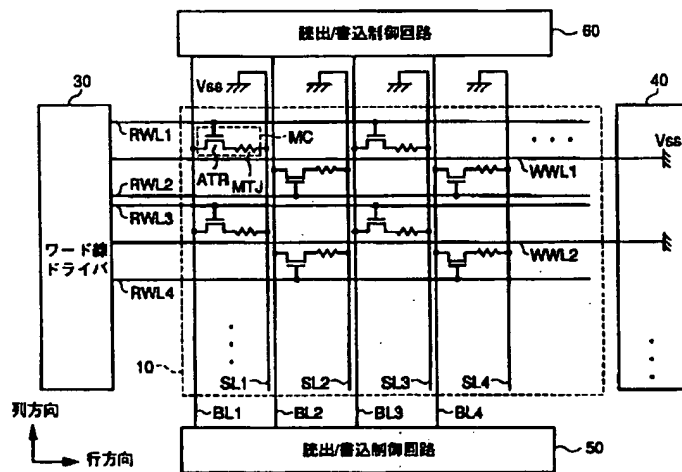 読出/書込制御回路
60
30
40
Vss
RWL1
MC
Vss
ATR
MTJ
WWL1
RWL2
RWL3
ワード線
ドライバ
WWL2
RWL4
10
SL1
SL2
SL3
SL4
列方向
BL1
BL2
BL3
BL4
行方向
読出/書込制御回路
50